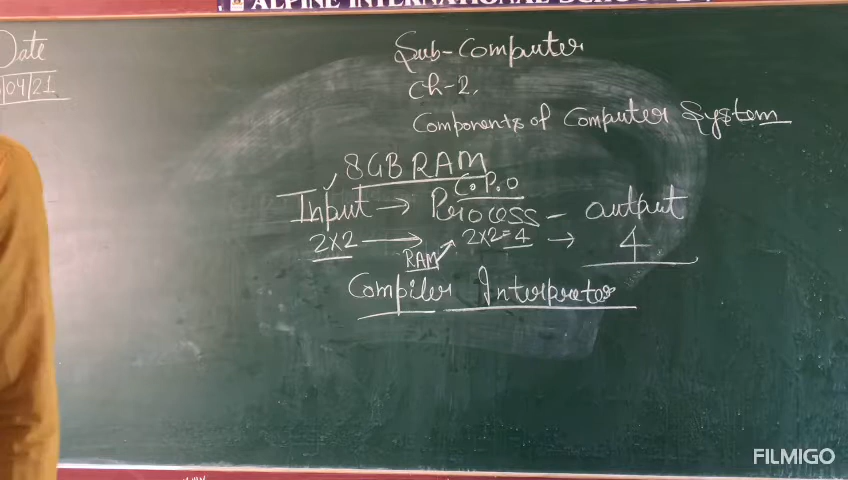 ALPINE INTERNATIONAL SCHOOL
Date
/04/21
Sub-Computer
Ch-2,
Components of Computer System
8GB RAM
C.P.O
Input → Process - output
2x2 → 2x2=4 → 4
RAM
Compiler Interpreter
FILMIGO